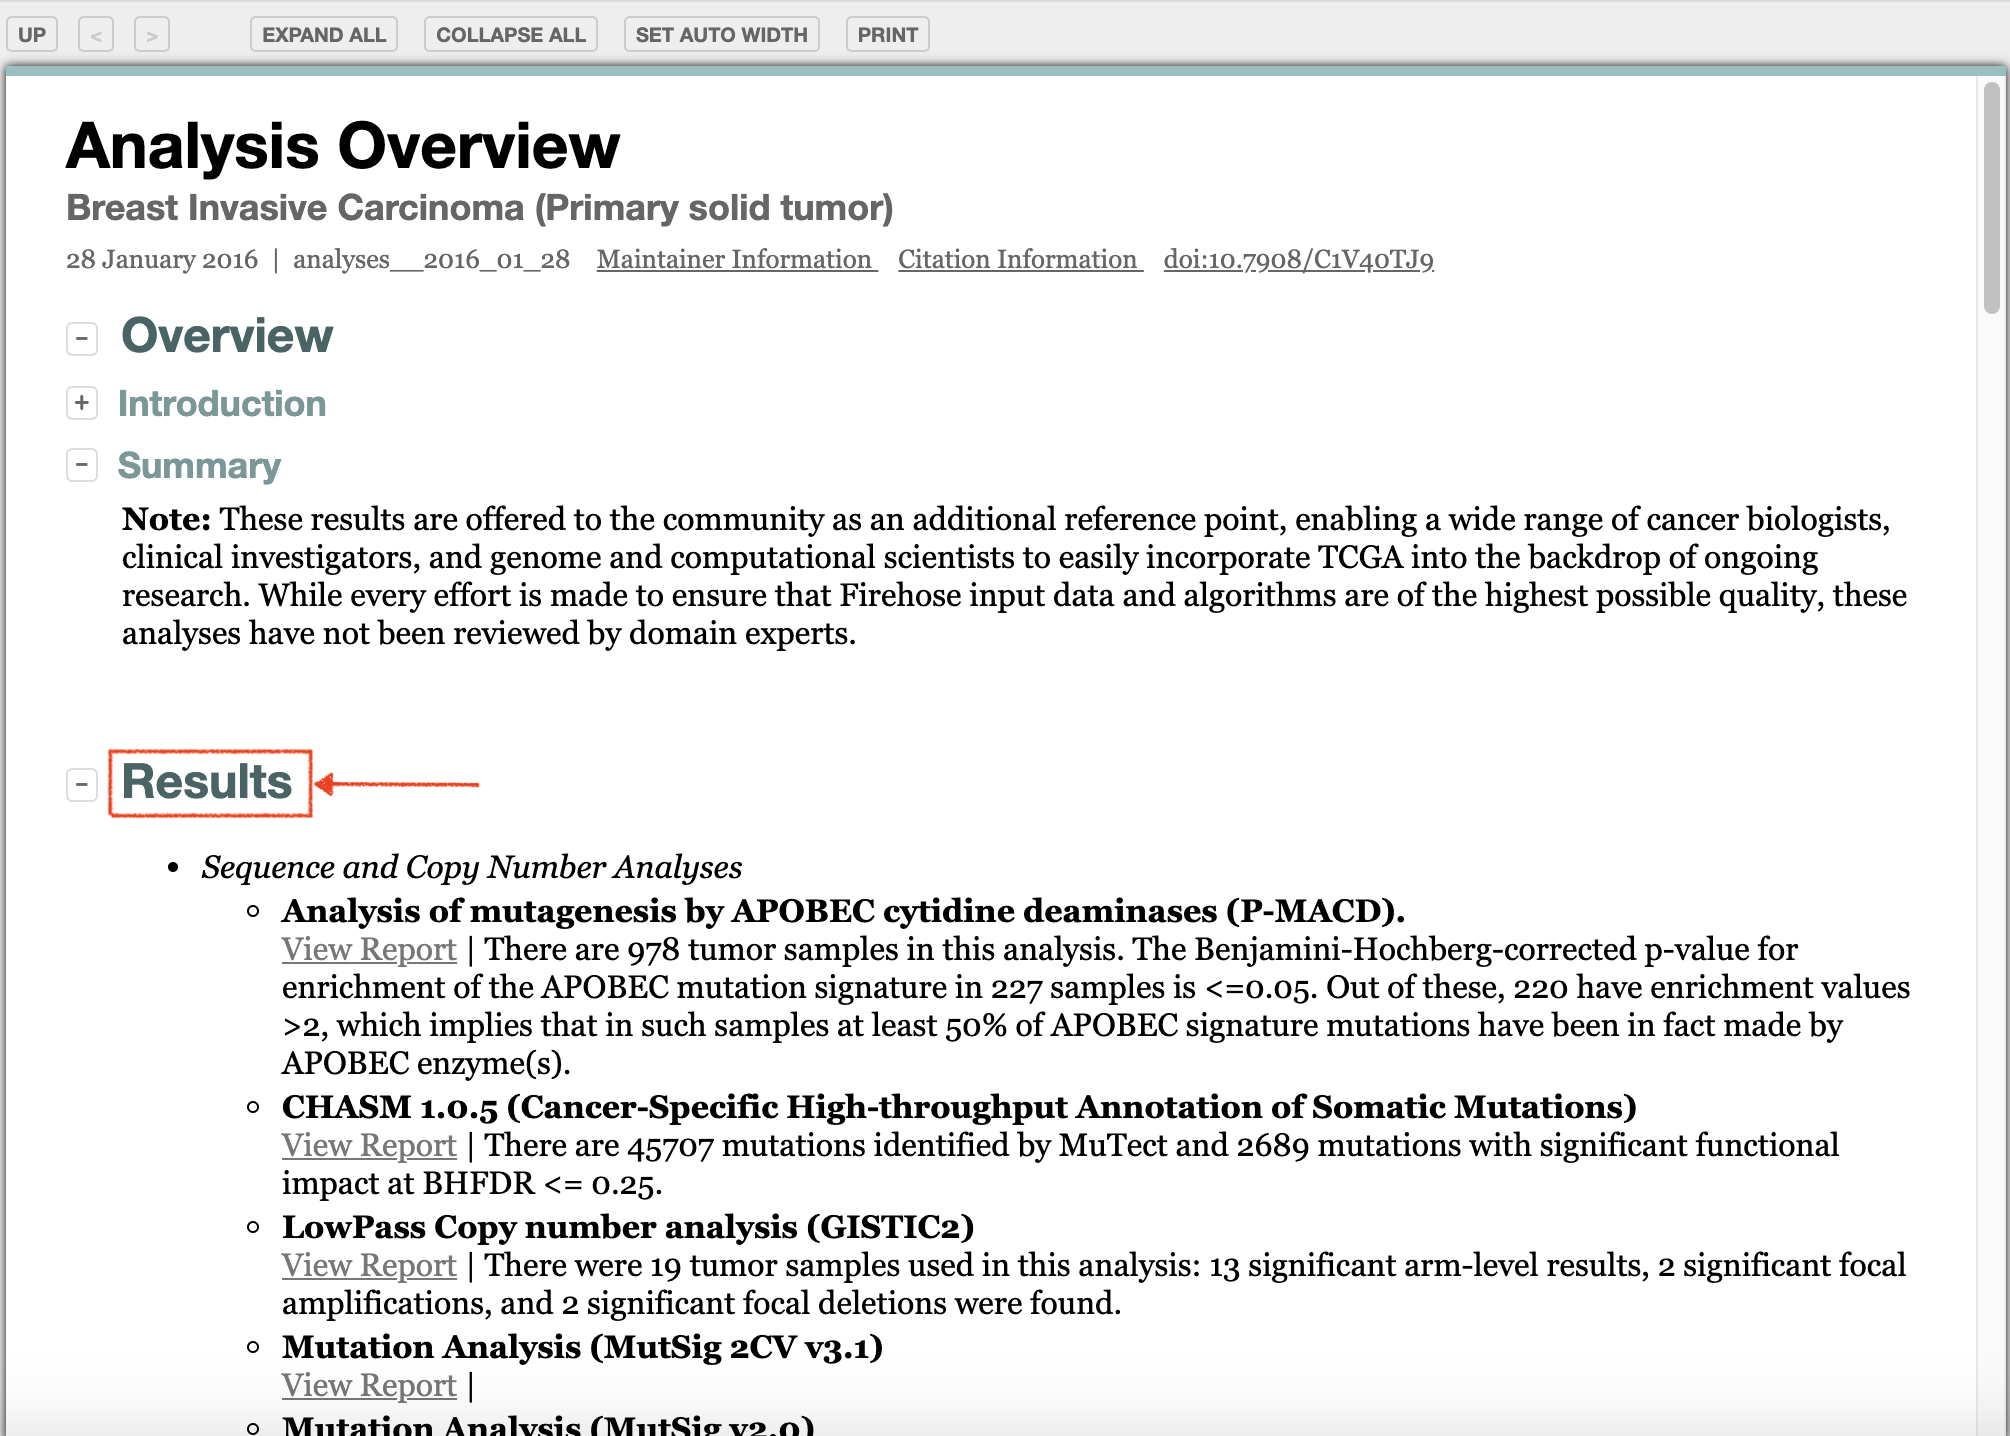 UP < > EXPAND ALL COLLAPSE ALL SET AUTO WIDTH PRINT
Analysis Overview
Breast Invasive Carcinoma (Primary solid tumor)
28 January 2016 | analyses__2016_01_28 Maintainer Information Citation Information doi:10.7908/C1V40TJ9
− Overview
+ Introduction
− Summary
Note: These results are offered to the community as an additional reference point, enabling a wide range of cancer biologists,
clinical investigators, and genome and computational scientists to easily incorporate TCGA into the backdrop of ongoing
research. While every effort is made to ensure that Firehose input data and algorithms are of the highest possible quality, these
analyses have not been reviewed by domain experts.
− Results
• Sequence and Copy Number Analyses
◦ Analysis of mutagenesis by APOBEC cytidine deaminases (P-MACD).
View Report | There are 978 tumor samples in this analysis. The Benjamini-Hochberg-corrected p-value for
enrichment of the APOBEC mutation signature in 227 samples is <=0.05. Out of these, 220 have enrichment values
>2, which implies that in such samples at least 50% of APOBEC signature mutations have been in fact made by
APOBEC enzyme(s).
◦ CHASM 1.0.5 (Cancer-Specific High-throughput Annotation of Somatic Mutations)
View Report | There are 45707 mutations identified by MuTect and 2689 mutations with significant functional
impact at BHFDR <= 0.25.
◦ LowPass Copy number analysis (GISTIC2)
View Report | There were 19 tumor samples used in this analysis: 13 significant arm-level results, 2 significant focal
amplifications, and 2 significant focal deletions were found.
◦ Mutation Analysis (MutSig 2CV v3.1)
View Report |
◦ Mutation Analysis (MutSig v2.0)